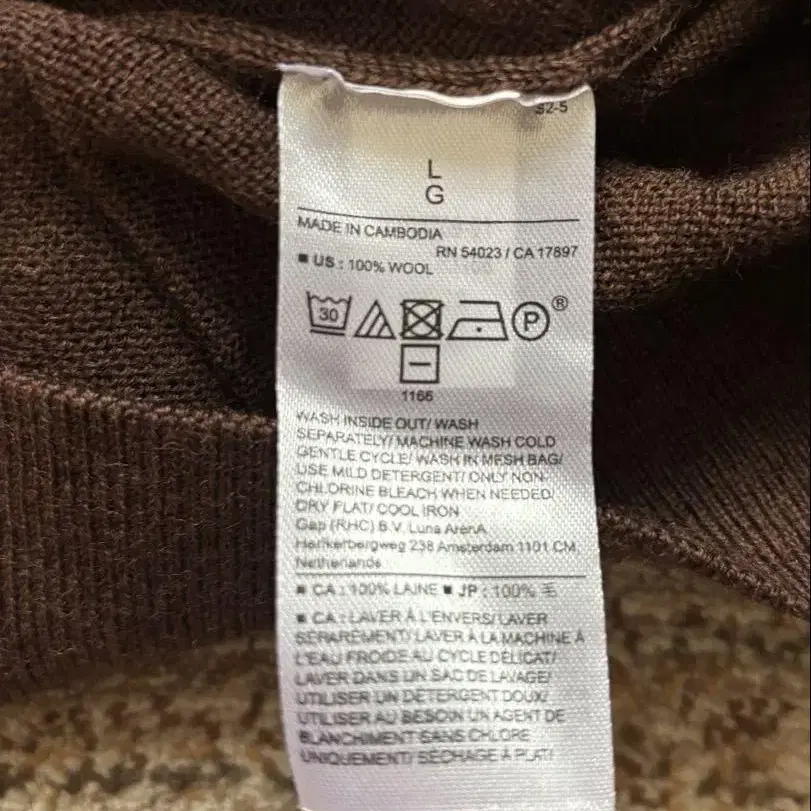 S2-5
L
G
MADE IN CAMBODIA
RN 54023 / CA 17897
■ US : 100% WOOL
30 P ®
1166
WASH INSIDE OUT/ WASH
SEPARATELY/ MACHINE WASH COLD
GENTLE CYCLE/ WASH IN MESH BAG/
USE MILD DETERGENT/ ONLY NON-
CHLORINE BLEACH WHEN NEEDED/
DRY FLAT/ COOL IRON
Gap (RHC) B.V. Luna ArenA
Herikerbergweg 238 Amsterdam 1101 CM,
Netherlands
■ CA : 100% LAINE ■ JP : 100% 毛
■ CA : LAVER À L'ENVERS/ LAVER
SÉPARÉMENT/ LAVER À LA MACHINE À
L'EAU FROIDE AU CYCLE DÉLICAT/
LAVER DANS UN SAC DE LAVAGE/
UTILISER UN DÉTERGENT DOUX/
UTILISER AU BESOIN UN AGENT DE
BLANCHIMENT SANS CHLORE
UNIQUEMENT/ SÉCHAGE À PLAT/